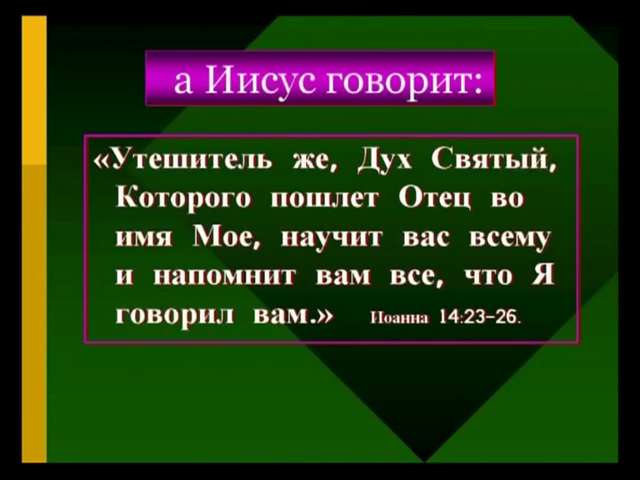 а Иисус говорит:
«Утешитель же, Дух Святый,
Которого пошлет Отец во
имя Мое, научит вас всему
и напомнит вам все, что Я
говорил вам.» Иоанна 14:23-26.